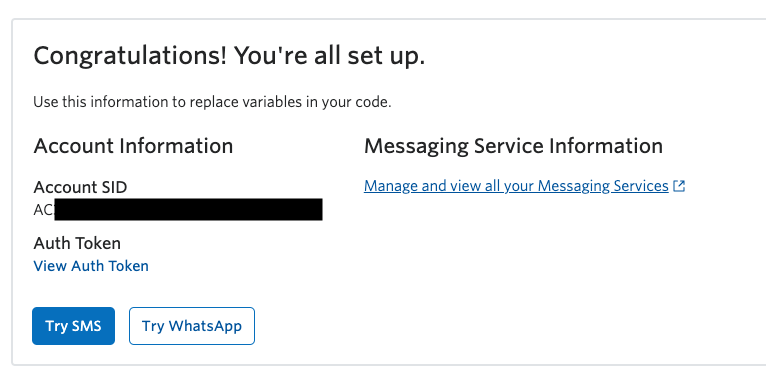 Congratulations! You're all set up.
Use this information to replace variables in your code.
Account Information
Account SID
AC
Auth Token
View Auth Token
Messaging Service Information
Manage and view all your Messaging Services
Try SMS
Try WhatsApp